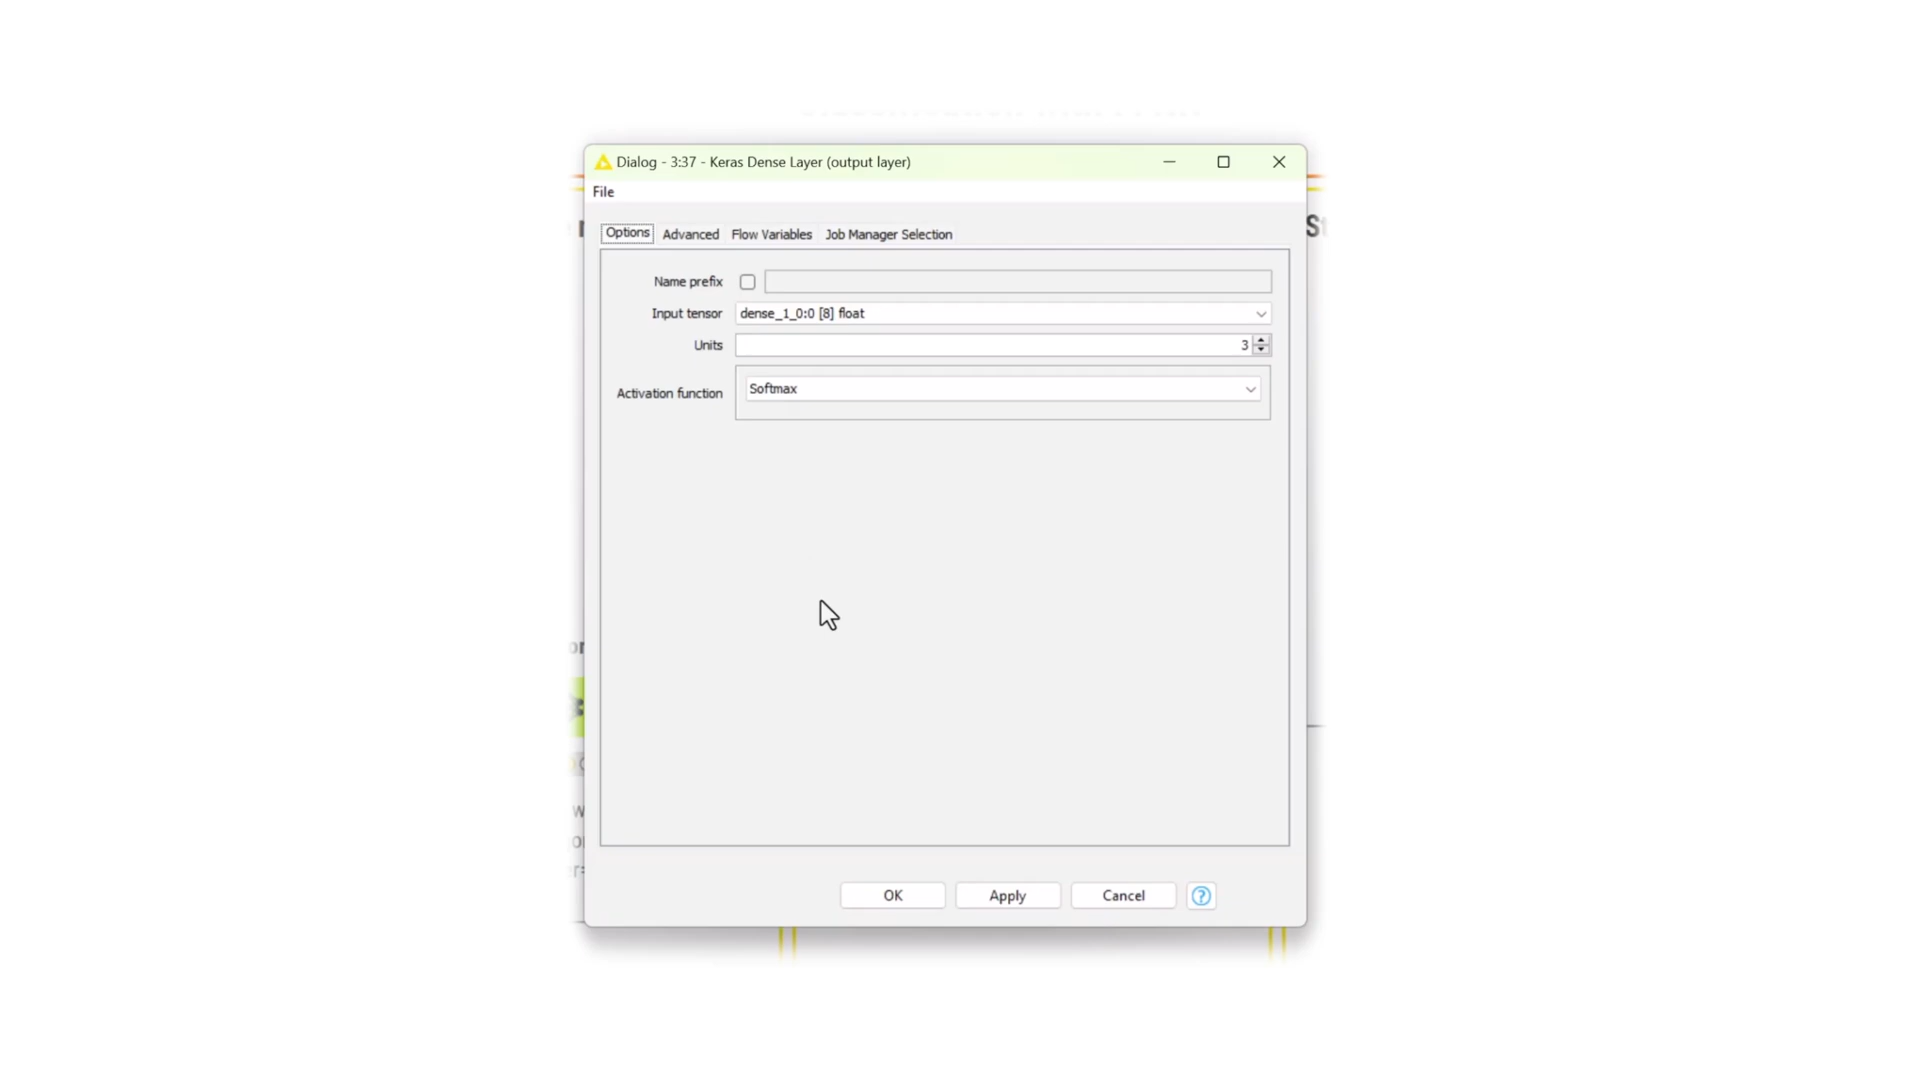 Dialog - 3:37 - Keras Dense Layer (output layer)
File
Options Advanced Flow Variables Job Manager Selection
Name prefix
Input tensor dense_1_0:0 [8] float
Units 3
Activation function Softmax
OK Apply Cancel ?